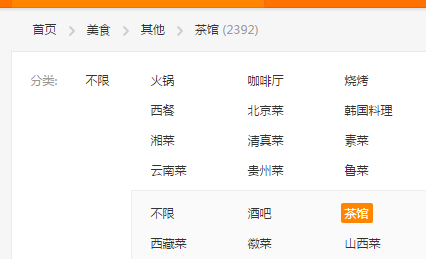 首页 美食 其他 茶馆 (2392)
分类: 不限 火锅 咖啡厅 烧烤
西餐 北京菜 韩国料理
湘菜 清真菜 素菜
云南菜 贵州菜 鲁菜
不限 酒吧 茶馆
西藏菜 徽菜 山西菜